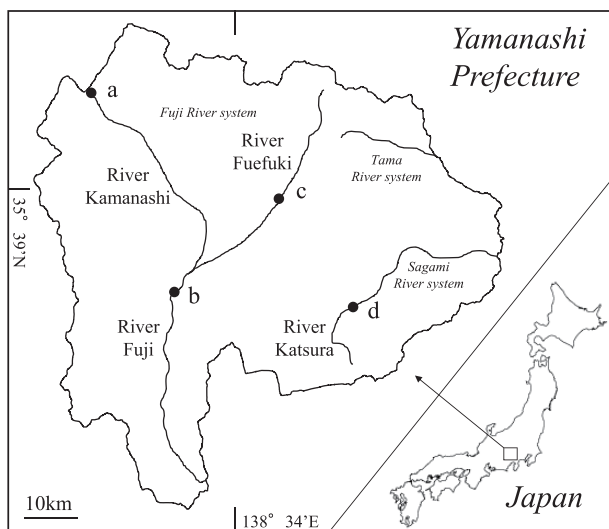 Yamanashi
Prefecture
a
Fuji River system
River
Fuefuki
Tama
River system
River
Kamanashi
c
35° 39'N
Sagami
River system
b
d
River
Fuji
River
Katsura
10km
138° 34'E
Japan